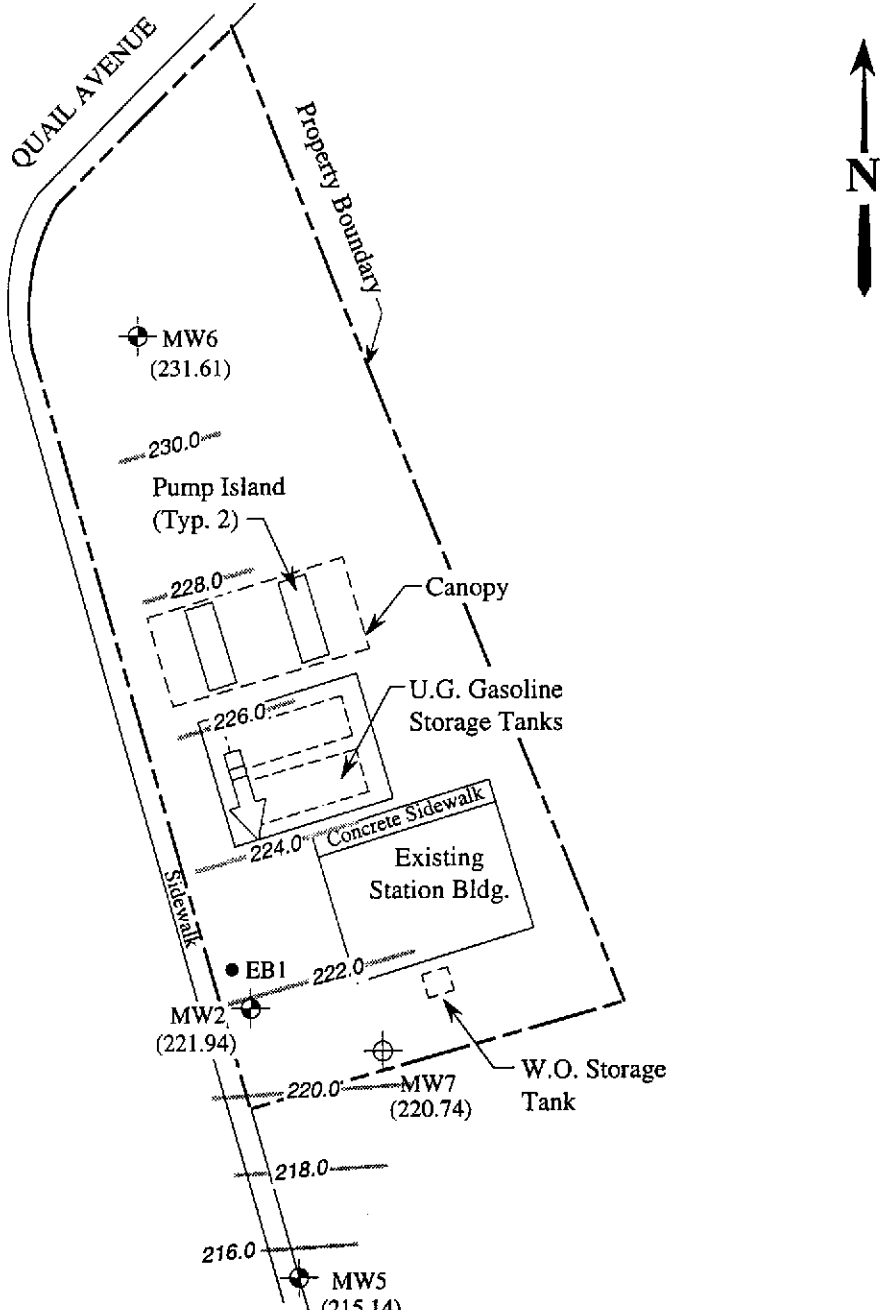 QUAIL AVENUE
Property Boundary
N
MW6
(231.61)
230.0
Pump Island
(Typ. 2)
228.0
Canopy
U.G. Gasoline
Storage Tanks
226.0
Concrete Sidewalk
224.0
Existing
Station Bldg.
Sidewalk
EB1
222.0
MW2
(221.94)
W.O. Storage
Tank
220.0
MW7
(220.74)
218.0
216.0
MW5
(215.14)